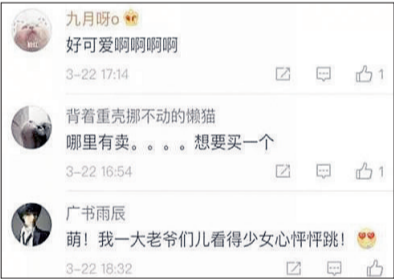 九月呀o
好可爱啊啊啊啊
3-22 17:14
1
背着重壳挪不动的懒猫
哪里有卖。。。。想要买一个
3-22 16:54
1
广书雨辰
萌！我一大老爷们儿看得少女心怦怦跳！
3-22 18:32